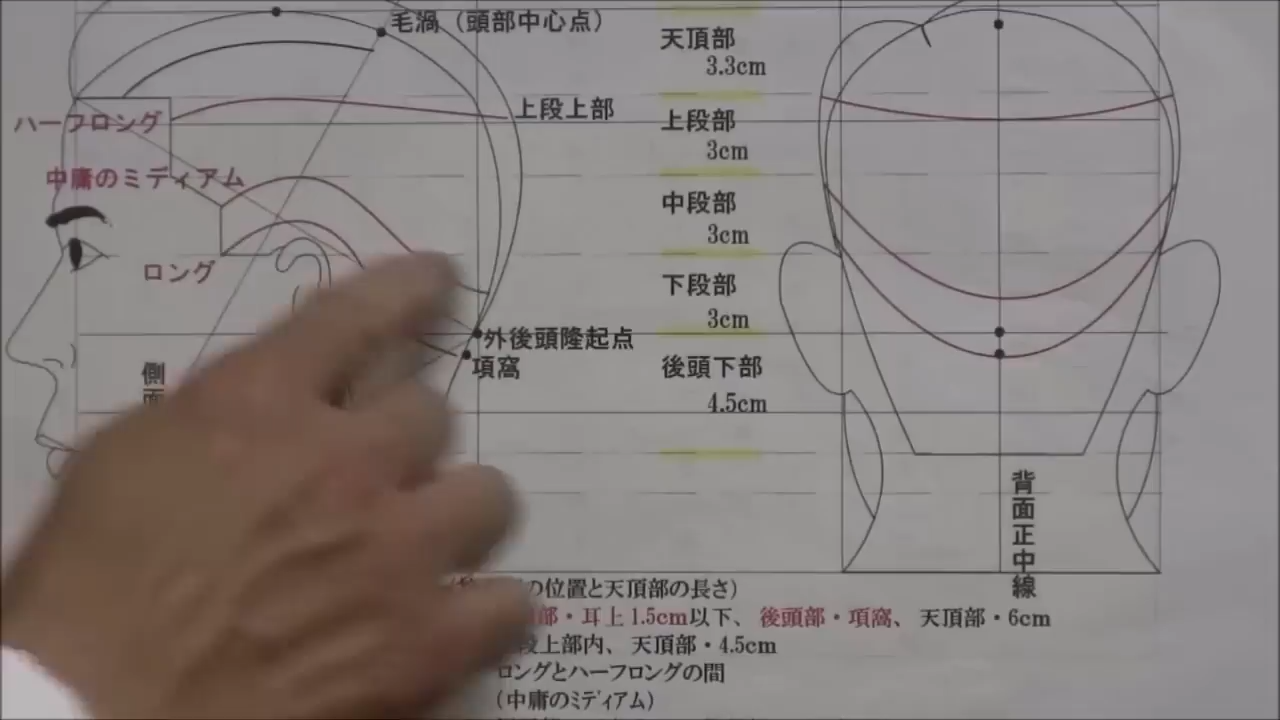 毛渦（頭部中心点）
天頂部
3.3cm
上段上部
ハーフロング
上段部
3cm
中庸のミディアム
中段部
3cm
ロング
下段部
3cm
外後頭隆起点
項窩
後頭下部
4.5cm
側面
背面正中線
の位置と天頂部の長さ）
部・耳上1.5cm以下、後頭部・項窩、天頂部・6cm
段上部内、天頂部・4.5cm
ロングとハーフロングの間
（中庸のミディアム）